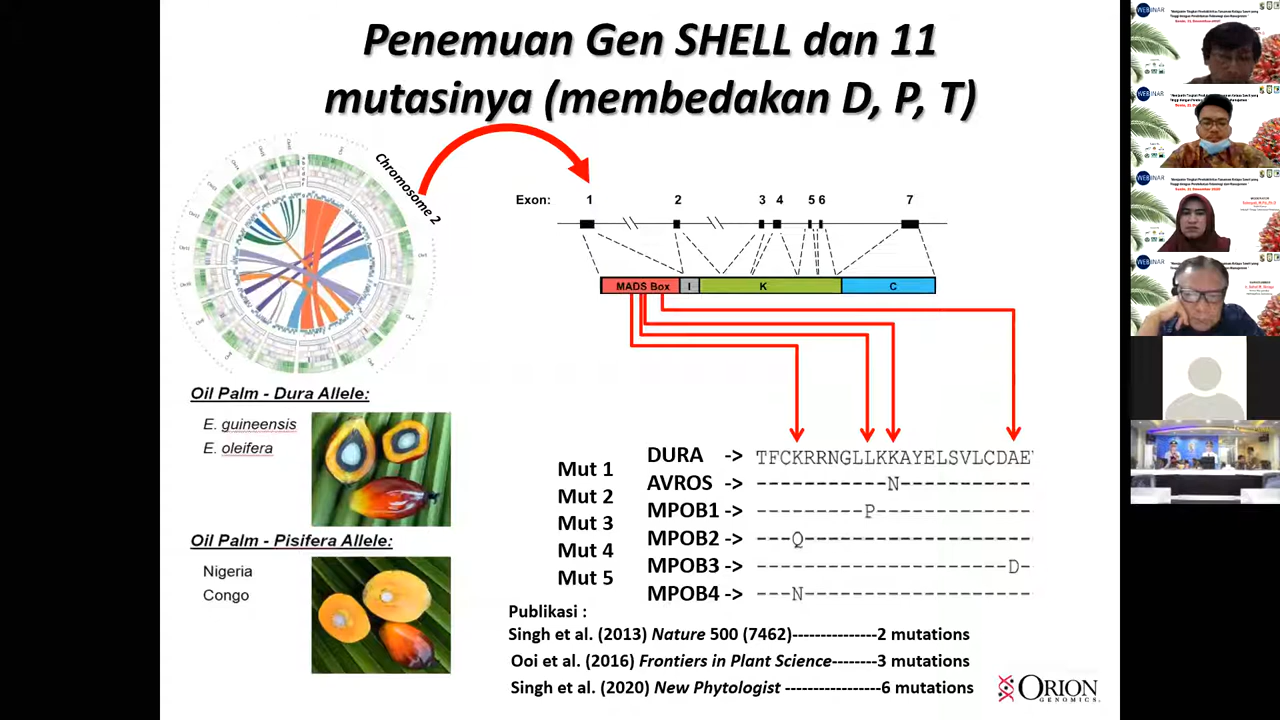 Penemuan Gen SHELL dan 11
mutasinya (membedakan D, P, T)
Chromosome 2
Exon: 1 2 3 4 5 6 7
MADS Box I K C
Oil Palm - Dura Allele:
E. guineensis
E. oleifera
Oil Palm - Pisifera Allele:
Nigeria
Congo
DURA -> TFCKRRNGLLKKAYELSVLCDAE
Mut 1 AVROS -> ------------N----------
Mut 2 MPOB1 -> ----------P------------
Mut 3 MPOB2 -> ---Q-------------------
Mut 4 MPOB3 -> ---------------------D-
Mut 5 MPOB4 -> ---N-------------------
Publikasi :
Singh et al. (2013) Nature 500 (7462)---------------2 mutations
Ooi et al. (2016) Frontiers in Plant Science--------3 mutations
Singh et al. (2020) New Phytologist -----------------6 mutations
ORION
GENOMICS
WEBINAR
WEBINAR
WEBINAR
WEBINAR